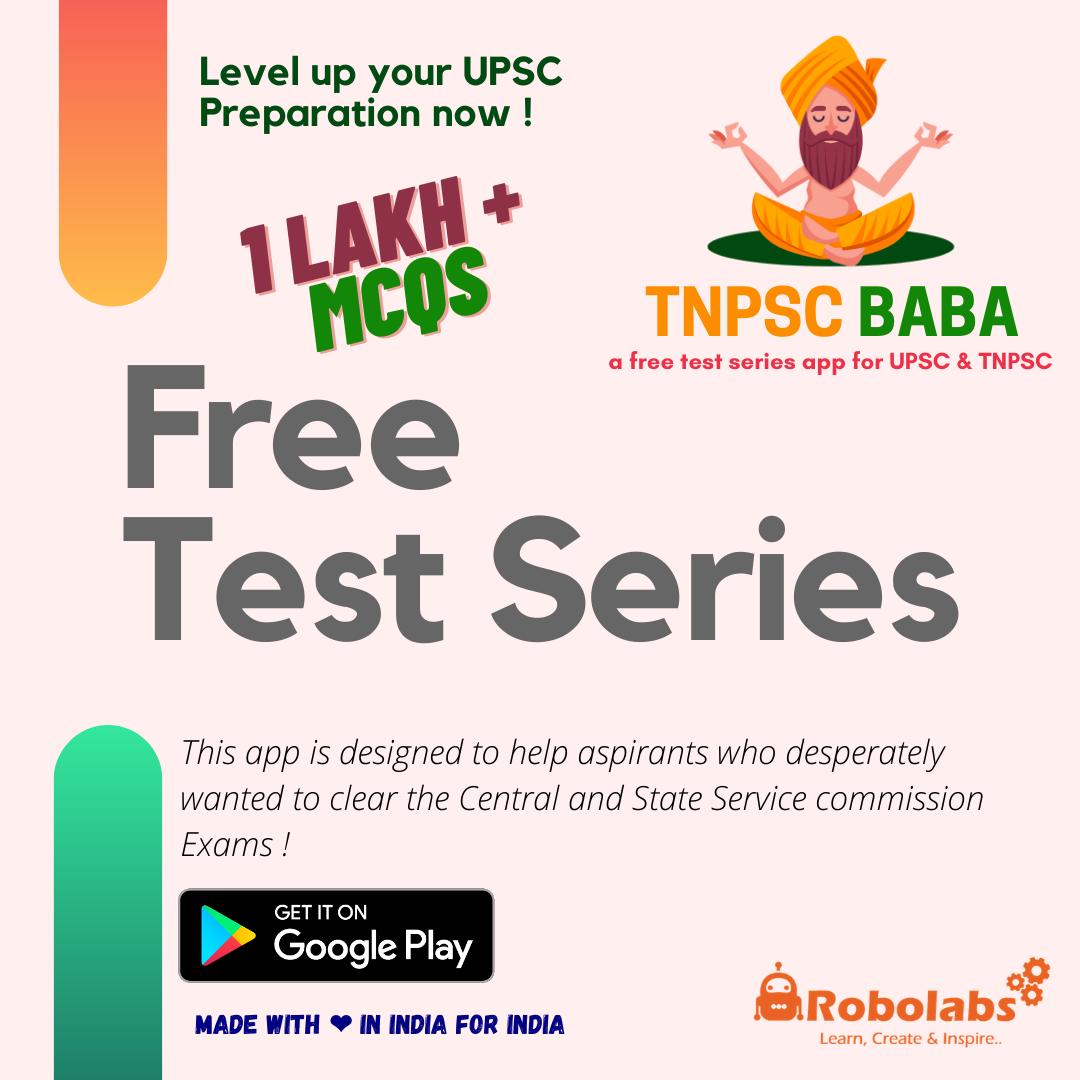 Level up your UPSC
Preparation now !
1 LAKH +
MCQS
TNPSC BABA
a free test series app for UPSC & TNPSC
Free
Test Series
This app is designed to help aspirants who desperately
wanted to clear the Central and State Service commission
Exams !
GET IT ON
Google Play
MADE WITH ❤ IN INDIA FOR INDIA
Robolabs
Learn, Create & Inspire..